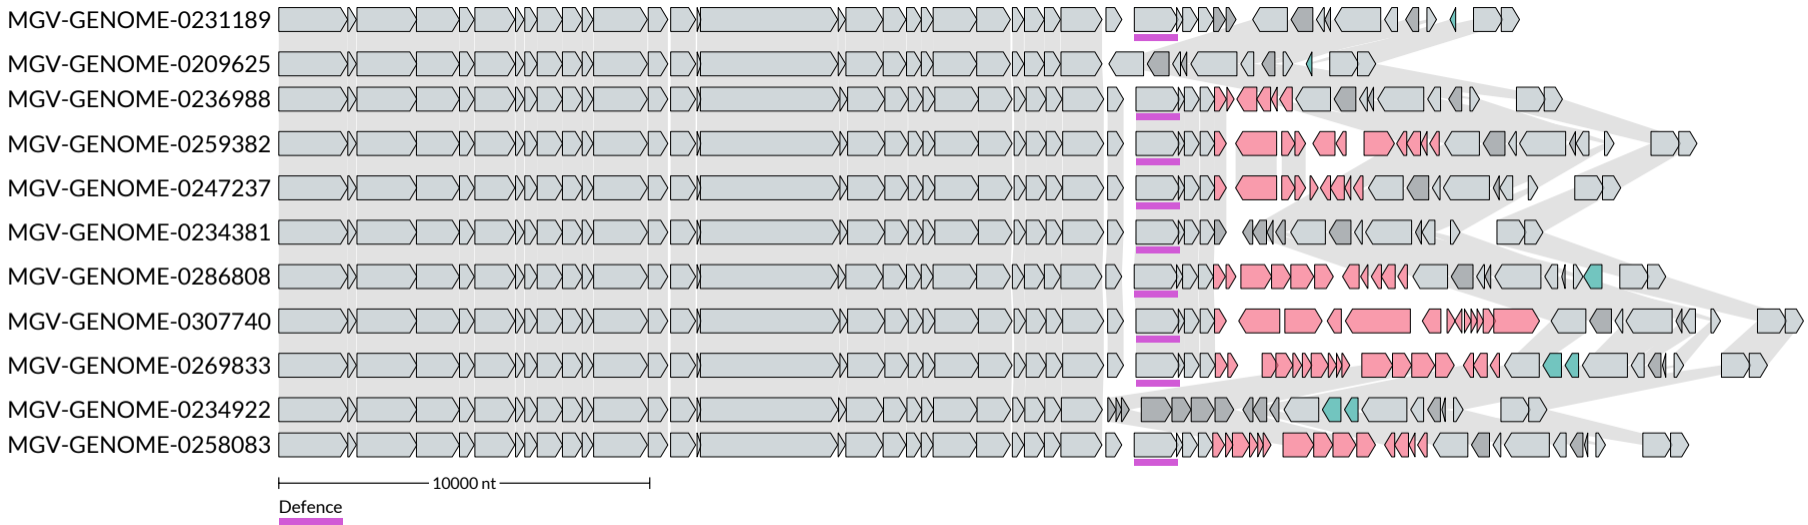 MGV-GENOME-0231189
MGV-GENOME-0209625
MGV-GENOME-0236988
MGV-GENOME-0259382
MGV-GENOME-0247237
MGV-GENOME-0234381
MGV-GENOME-0286808
MGV-GENOME-0307740
MGV-GENOME-0269833
MGV-GENOME-0234922
MGV-GENOME-0258083
10000 nt
Defence